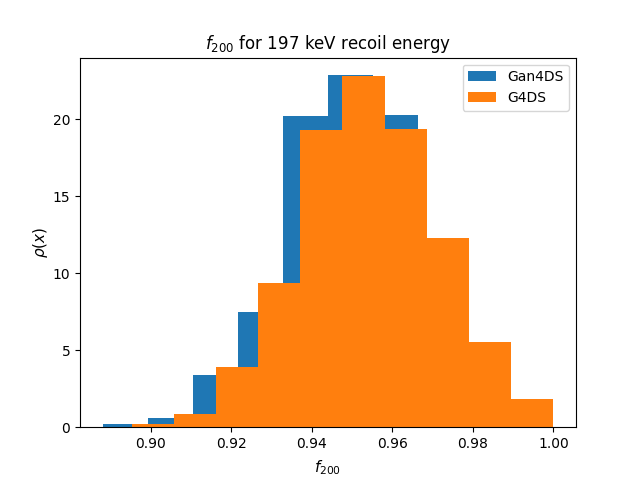 f₂₀₀ for 197 keV recoil energy
Gan4DS
G4DS
20
15
10
5
0
ρ(x)
0.90 0.92 0.94 0.96 0.98 1.00
f₂₀₀